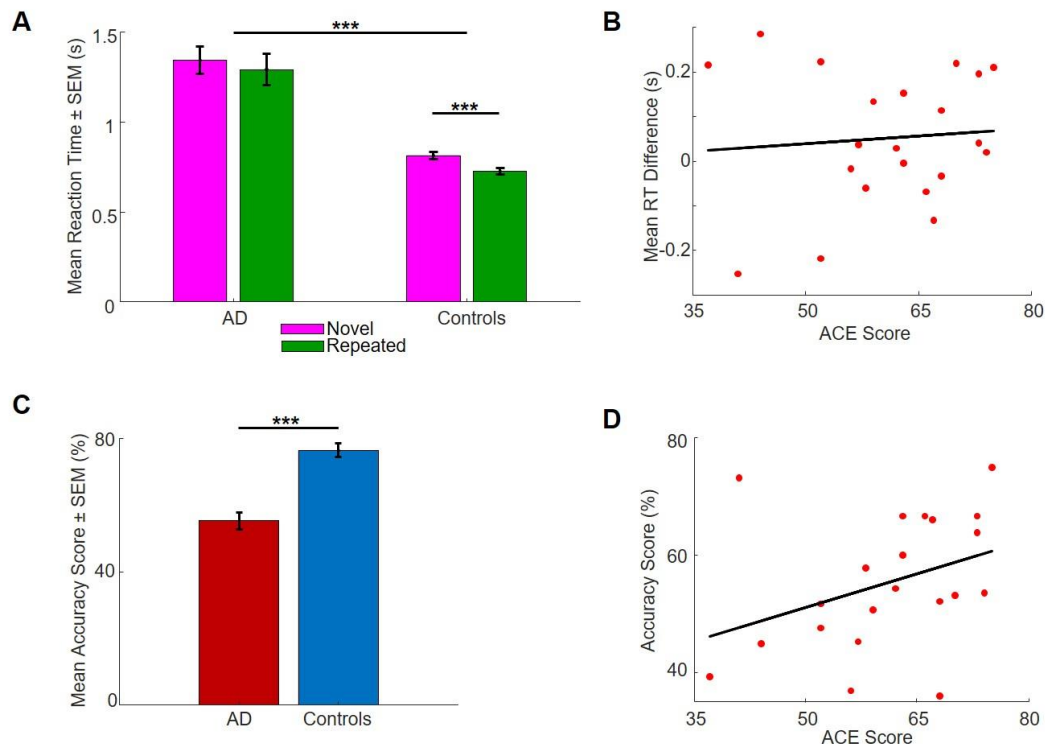 A
Mean Reaction Time ± SEM (s)
1.5
1
0.5
0
***
***
AD
Controls
Novel
Repeated
B
Mean RT Difference (s)
0.2
0
-0.2
35
50
65
80
ACE Score
C
Mean Accuracy Score ± SEM (%)
80
40
0
***
AD
Controls
D
Accuracy Score (%)
80
60
40
35
50
65
80
ACE Score